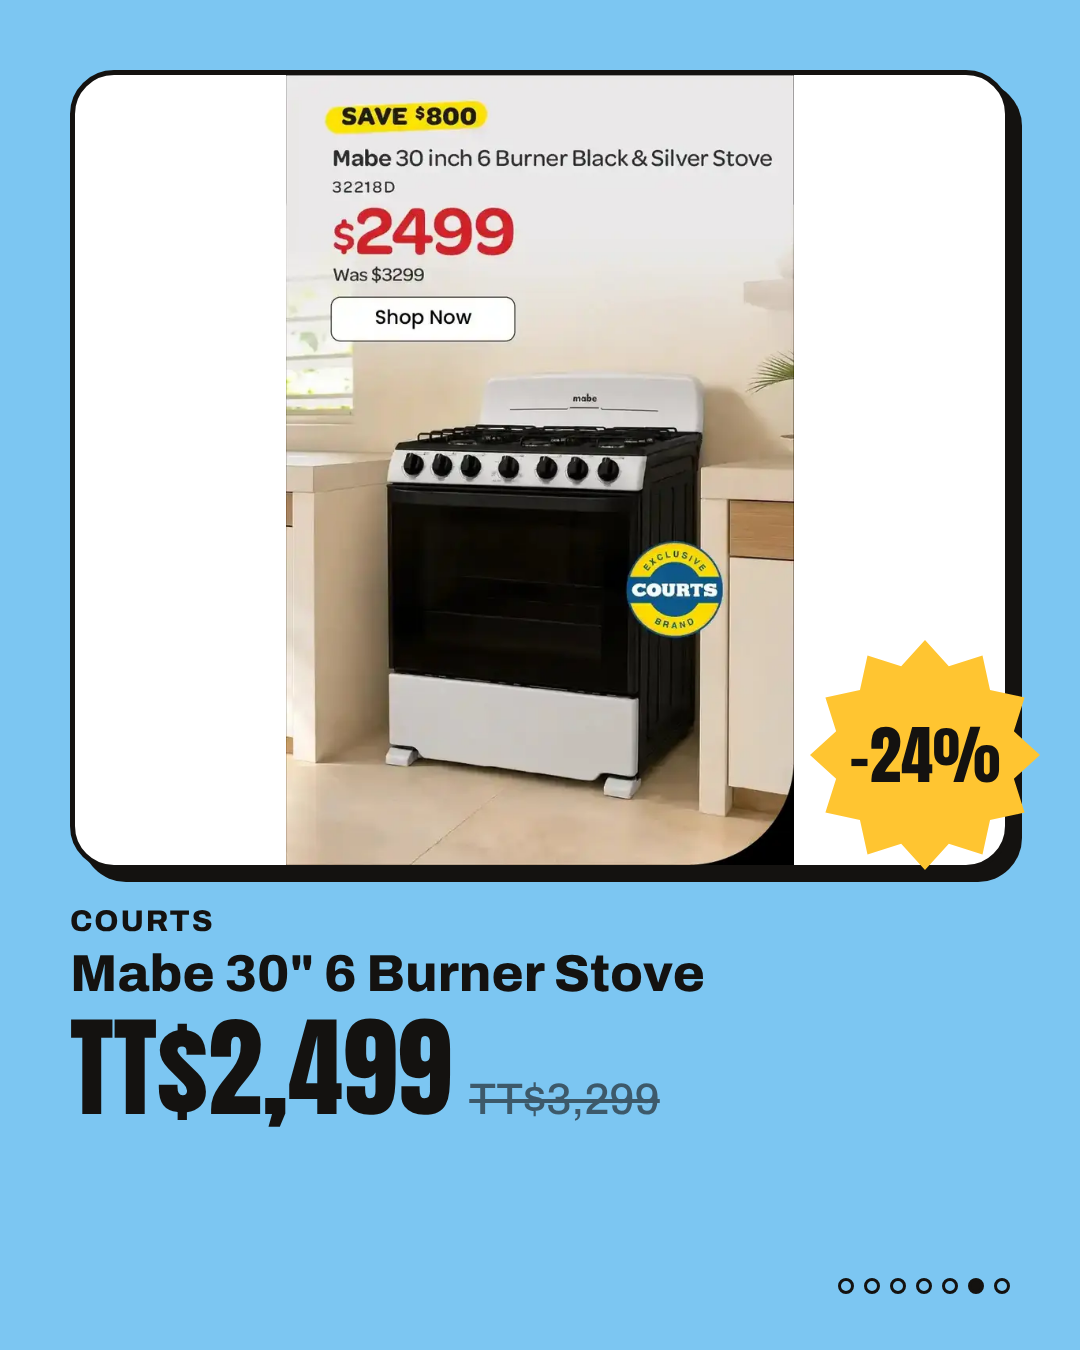 SAVE $800
Mabe 30 inch 6 Burner Black & Silver Stove
32218D
$2499
Was $3299
Shop Now
mabe
EXCLUSIVE
COURTS
BRAND
-24%
COURTS
Mabe 30" 6 Burner Stove
TT$2,499 TT$3,299